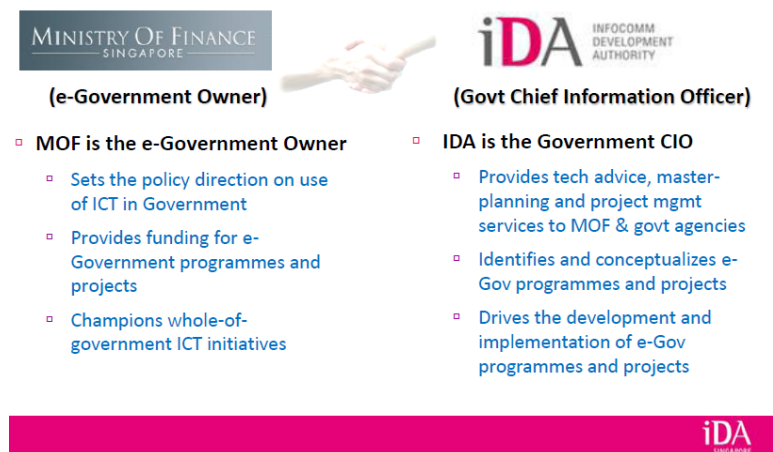 MINISTRY OF FINANCE
SINGAPORE
(e-Government Owner)
MOF is the e-Government Owner
Sets the policy direction on use
of ICT in Government
Provides funding for e-
Government programmes and
projects
Champions whole-of-
government ICT initiatives
iDA
INFOCOMM
DEVELOPMENT
AUTHORITY
(Govt Chief Information Officer)
IDA is the Government CIO
Provides tech advice, master-
planning and project mgmt
services to MOF & govt agencies
Identifies and conceptualizes e-
Gov programmes and projects
Drives the development and
implementation of e-Gov
programmes and projects
iDA
SINGAPORE